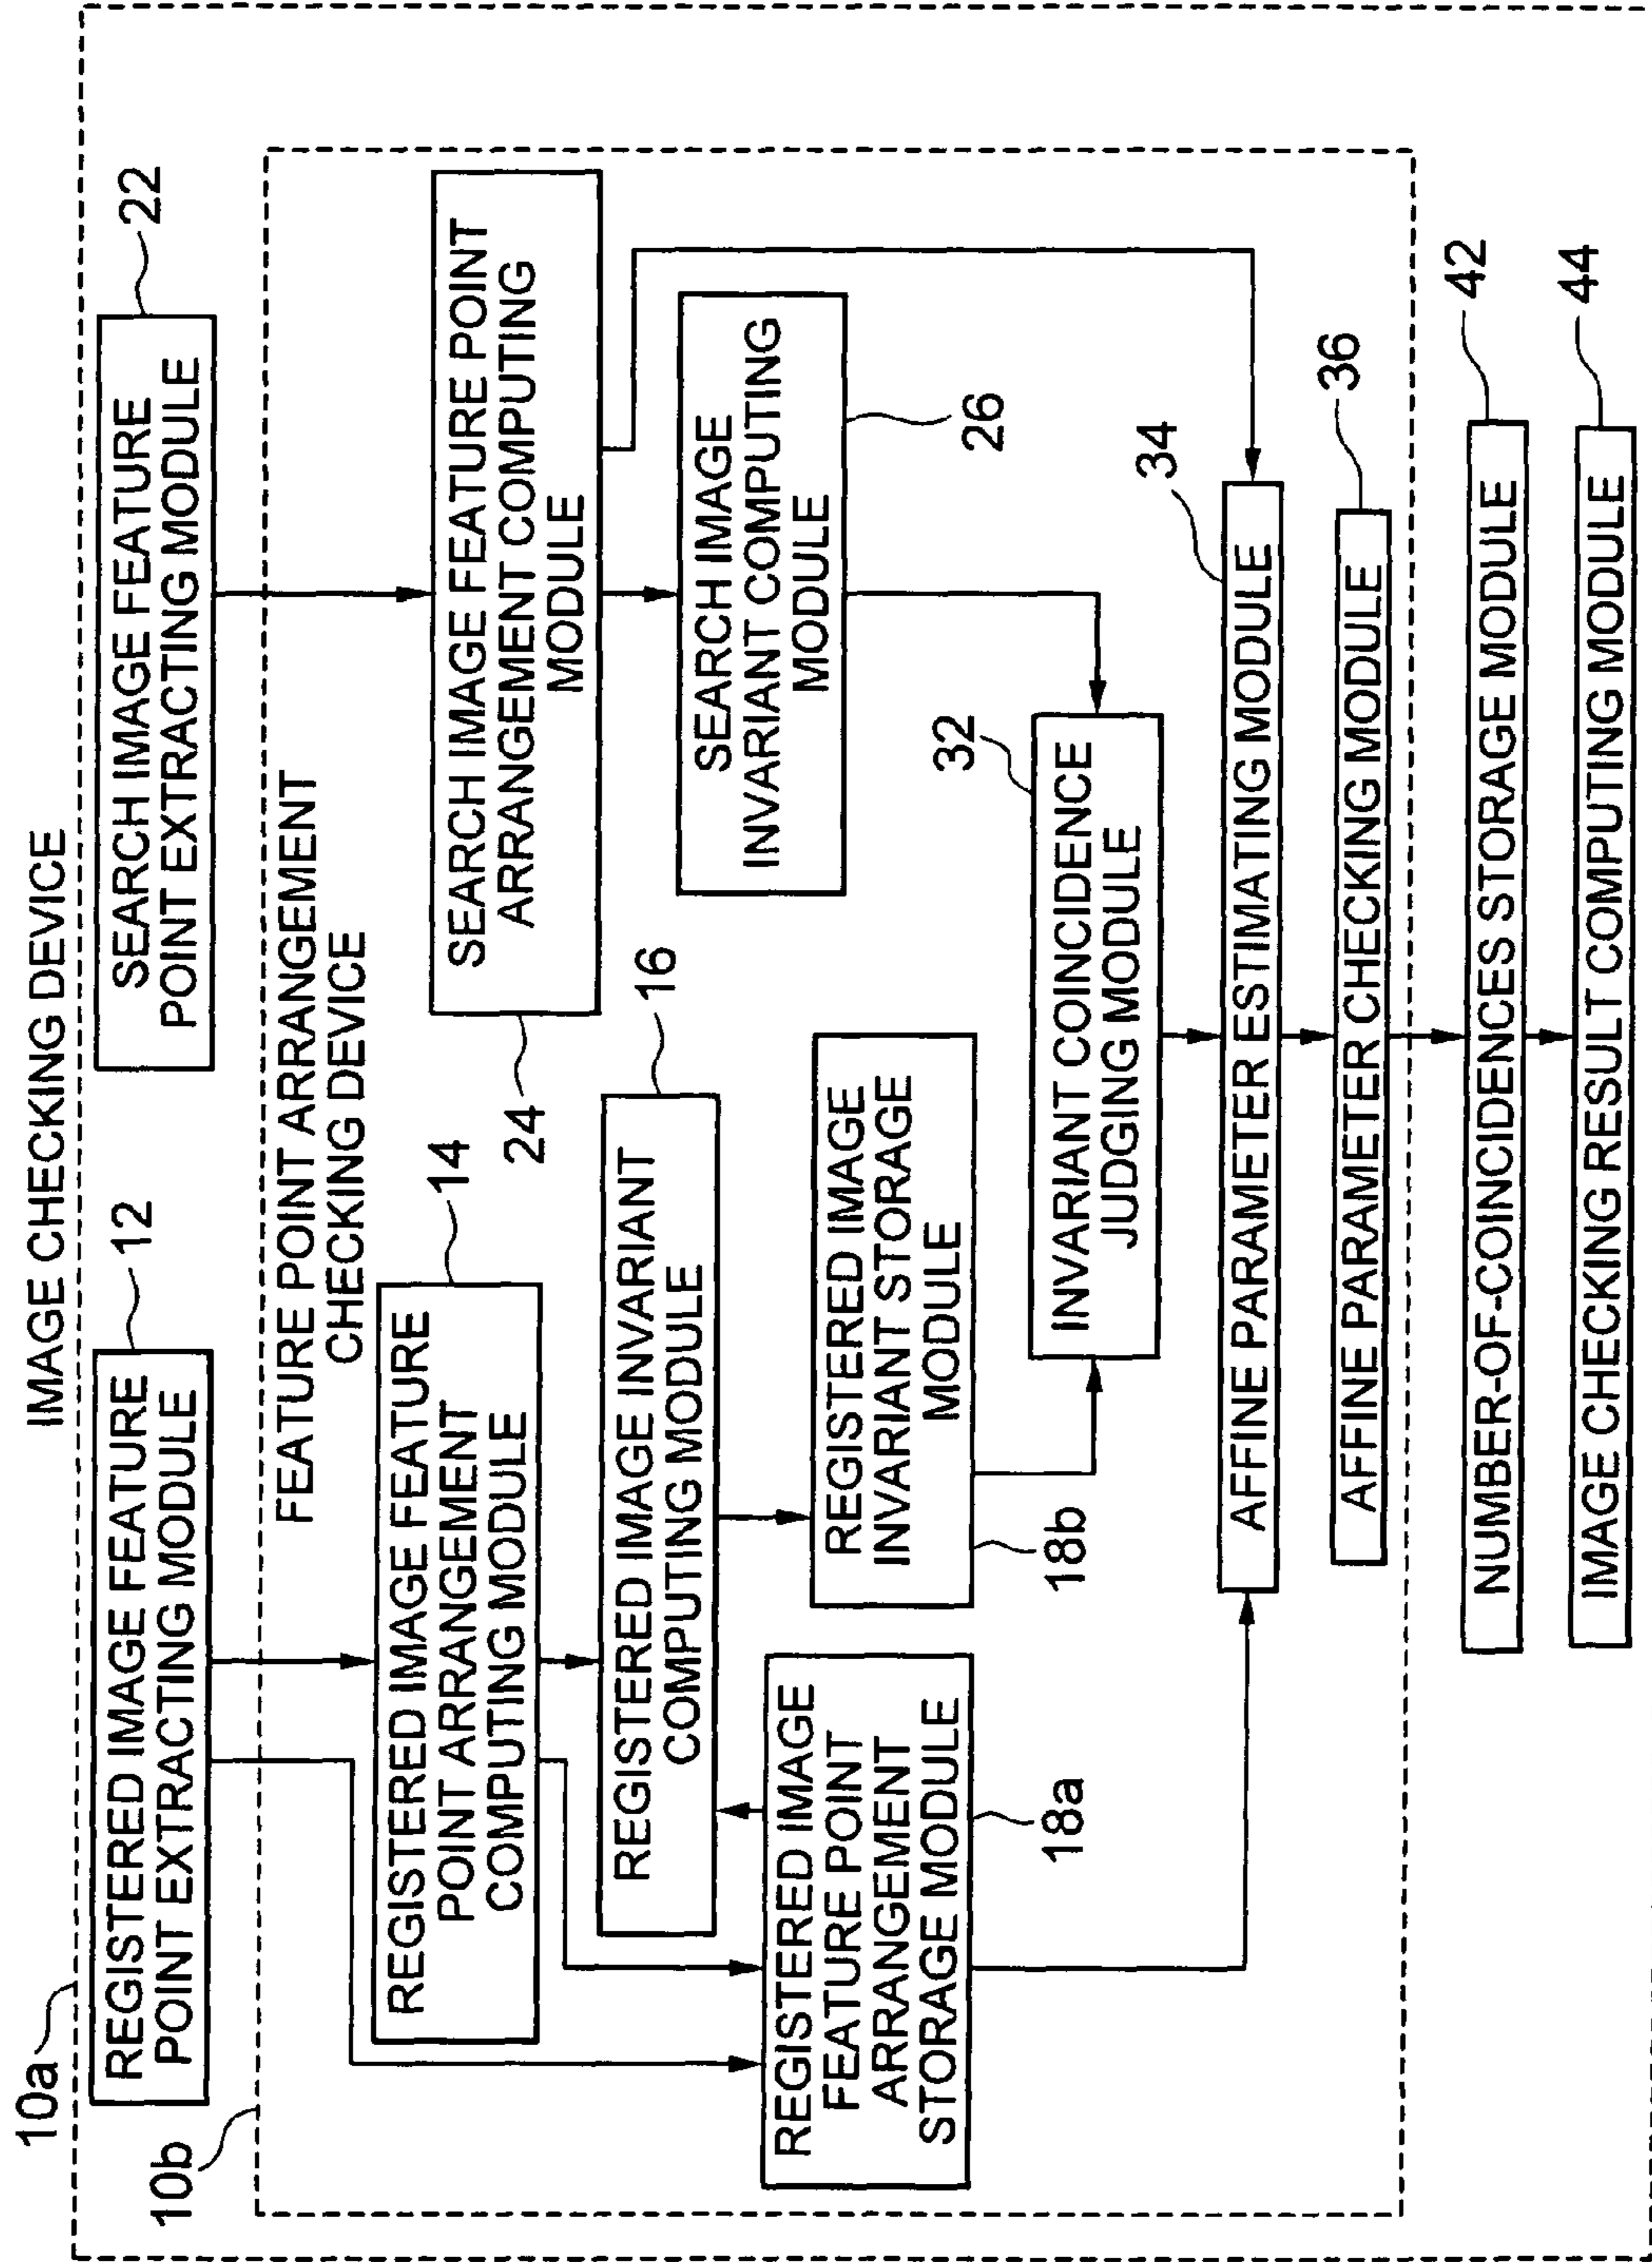 IMAGE CHECKING DEVICE
10a
REGISTERED IMAGE FEATURE
POINT EXTRACTING MODULE
12
SEARCH IMAGE FEATURE
POINT EXTRACTING MODULE
22
10b
FEATURE POINT ARRANGEMENT
CHECKING DEVICE
REGISTERED IMAGE FEATURE
POINT ARRANGEMENT
COMPUTING MODULE
14
SEARCH IMAGE FEATURE POINT
ARRANGEMENT COMPUTING
MODULE
24
REGISTERED IMAGE INVARIANT
COMPUTING MODULE
16
SEARCH IMAGE
INVARIANT COMPUTING
MODULE
26
REGISTERED IMAGE
FEATURE POINT
ARRANGEMENT
STORAGE MODULE
18a
REGISTERED IMAGE
INVARIANT STORAGE
MODULE
18b
INVARIANT COINCIDENCE
JUDGING MODULE
32
AFFINE PARAMETER ESTIMATING MODULE
34
AFFINE PARAMETER CHECKING MODULE
36
NUMBER-OF-COINCIDENCES STORAGE MODULE
42
IMAGE CHECKING RESULT COMPUTING MODULE
44